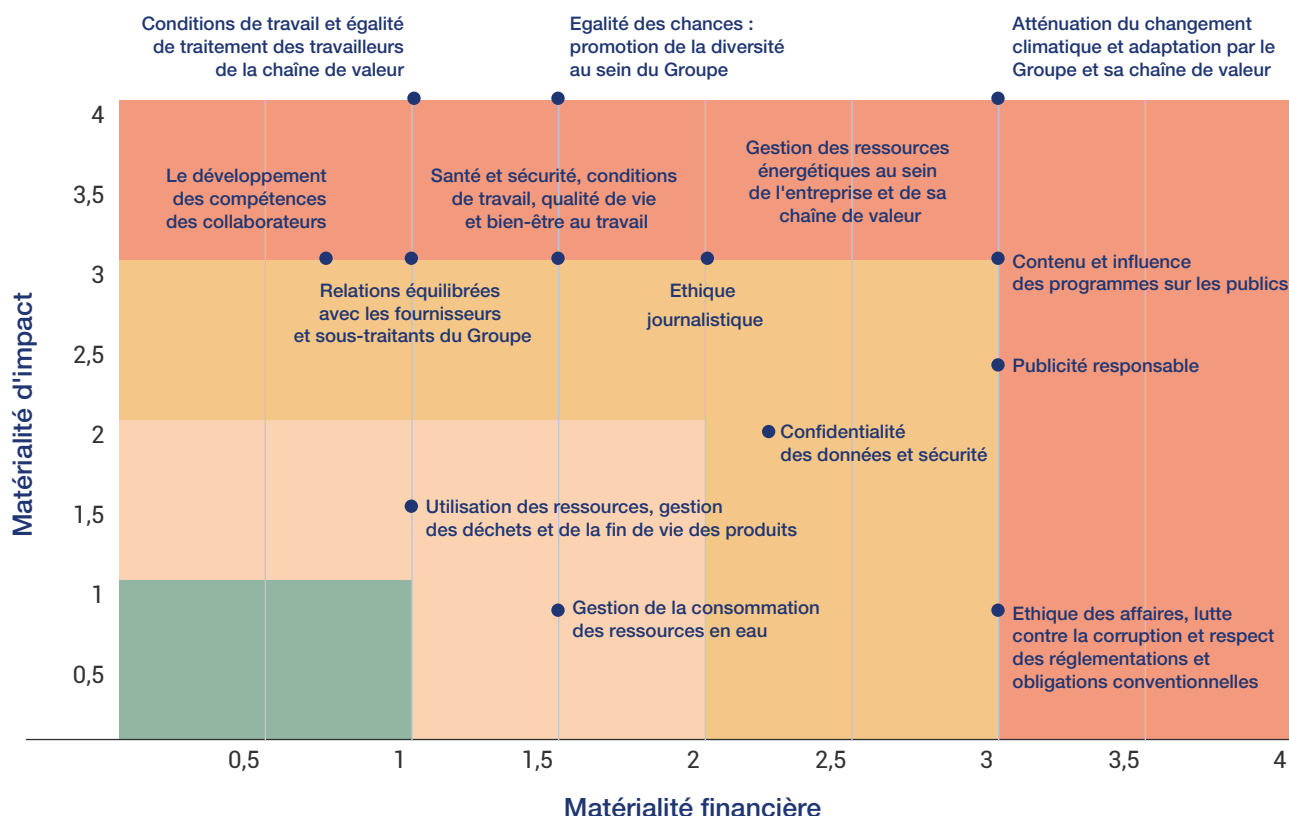 Conditions de travail et égalité
de traitement des travailleurs
de la chaîne de valeur
Egalité des chances :
promotion de la diversité
au sein du Groupe
Atténuation du changement
climatique et adaptation par le
Groupe et sa chaîne de valeur
Matérialité d'impact
4
3,5
3
2,5
2
1,5
1
0,5
Le développement
des compétences
des collaborateurs
Santé et sécurité, conditions
de travail, qualité de vie
et bien-être au travail
Gestion des ressources
énergétiques au sein
de l'entreprise et de sa
chaîne de valeur
Relations équilibrées
avec les fournisseurs
et sous-traitants du Groupe
Ethique
journalistique
Contenu et influence
des programmes sur les publics
Publicité responsable
Confidentialité
des données et sécurité
Utilisation des ressources, gestion
des déchets et de la fin de vie des produits
Gestion de la consommation
des ressources en eau
Ethique des affaires, lutte
contre la corruption et respect
des réglementations et
obligations conventionnelles
0,5
1
1,5
2
2,5
3
3,5
4
Matérialité financière